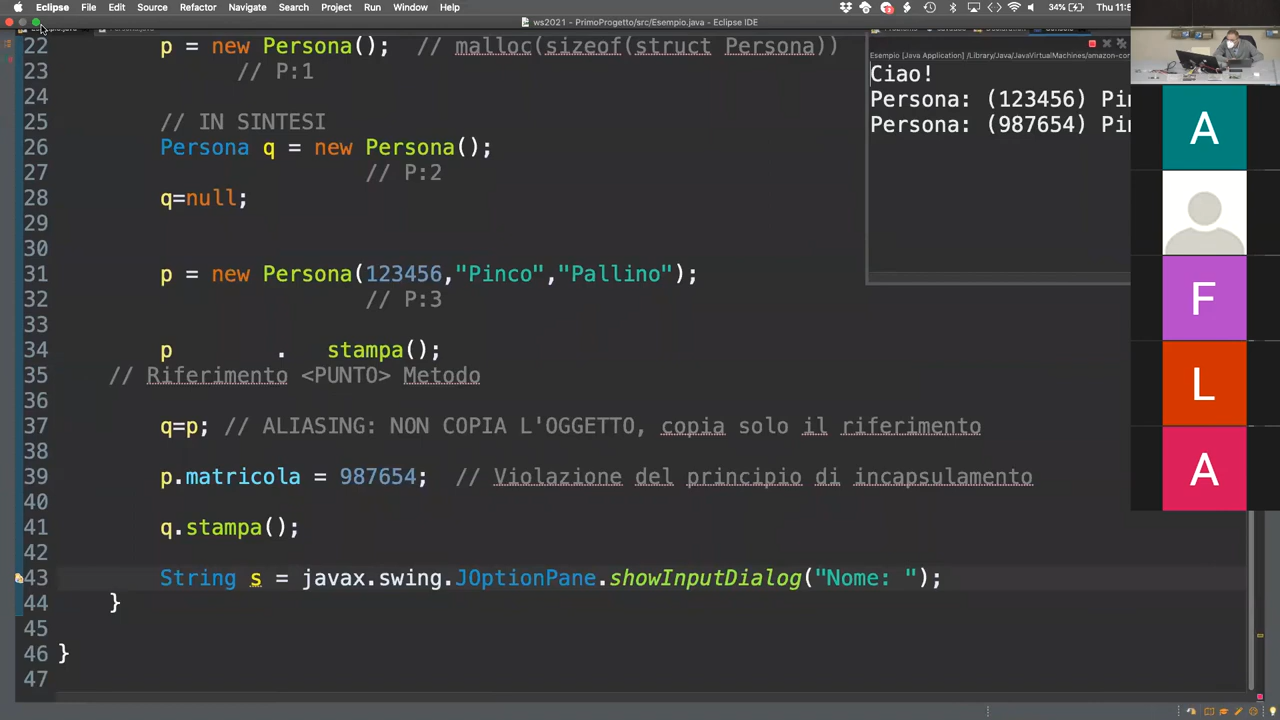 Eclipse File Edit Source Refactor Navigate Search Project Run Window Help
34% Thu 11:5
ws2021 - PrimoProgetto/src/Esempio.java - Eclipse IDE
22 p = new Persona(); // malloc(sizeof(struct Persona))
23 // P:1
24
25 // IN SINTESI
26 Persona q = new Persona();
27 // P:2
28 q=null;
29
30
31 p = new Persona(123456,"Pinco","Pallino");
32 // P:3
33
34 p . stampa();
35 // Riferimento <PUNTO> Metodo
36
37 q=p; // ALIASING: NON COPIA L'OGGETTO, copia solo il riferimento
38
39 p.matricola = 987654; // Violazione del principio di incapsulamento
40
41 q.stampa();
42
43 String s = javax.swing.JOptionPane.showInputDialog("Nome: ");
44 }
45
46 }
47
Esempio [Java Application] /Library/Java/JavaVirtualMachines/amazon-cor
Ciao!
Persona: (123456) Pi
Persona: (987654) Pi
A
F
L
A